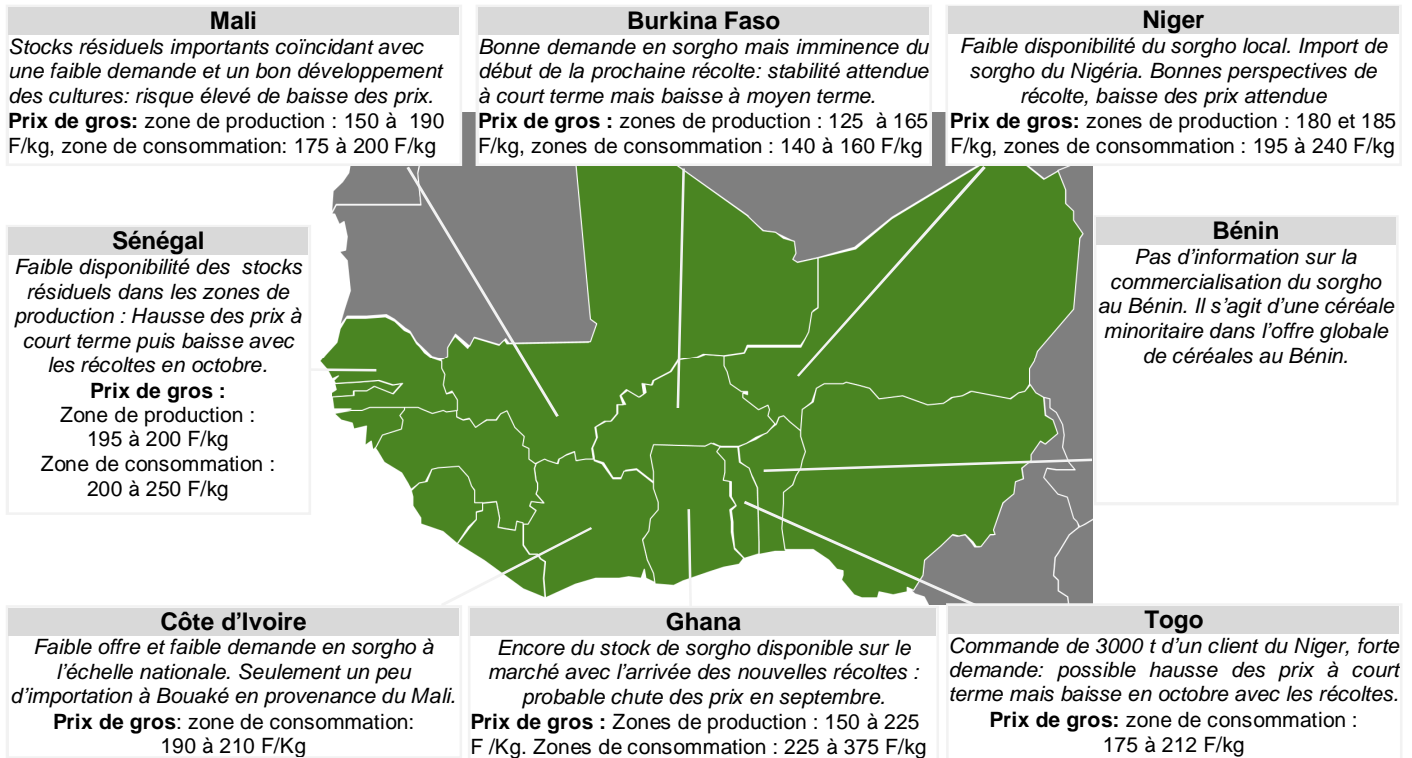 Mali
Stocks résiduels importants coïncidant avec
une faible demande et un bon développement
des cultures: risque élevé de baisse des prix.
Prix de gros: zone de production : 150 à 190
F/kg, zone de consommation: 175 à 200 F/kg
Burkina Faso
Bonne demande en sorgho mais imminence du
début de la prochaine récolte: stabilité attendue
à court terme mais baisse à moyen terme.
Prix de gros : zones de production : 125 à 165
F/kg, zones de consommation : 140 à 160 F/kg
Niger
Faible disponibilité du sorgho local. Import de
sorgho du Nigéria. Bonnes perspectives de
récolte, baisse des prix attendue
Prix de gros: zones de production : 180 et 185
F/kg, zones de consommation : 195 à 240 F/kg
Sénégal
Faible disponibilité des stocks
résiduels dans les zones de
production : Hausse des prix à
court terme puis baisse avec
les récoltes en octobre.
Prix de gros :
Zone de production :
195 à 200 F/kg
Zone de consommation :
200 à 250 F/kg
Bénin
Pas d'information sur la
commercialisation du sorgho
au Bénin. Il s'agit d'une céréale
minoritaire dans l'offre globale
de céréales au Bénin.
Côte d'Ivoire
Faible offre et faible demande en sorgho à
l'échelle nationale. Seulement un peu
d'importation à Bouaké en provenance du Mali.
Prix de gros: zone de consommation:
190 à 210 F/Kg
Ghana
Encore du stock de sorgho disponible sur le
marché avec l'arrivée des nouvelles récoltes :
probable chute des prix en septembre.
Prix de gros : Zones de production : 150 à 225
F /Kg. Zones de consommation : 225 à 375 F/kg
Togo
Commande de 3000 t d'un client du Niger, forte
demande: possible hausse des prix à court
terme mais baisse en octobre avec les récoltes.
Prix de gros: zone de consommation :
175 à 212 F/kg